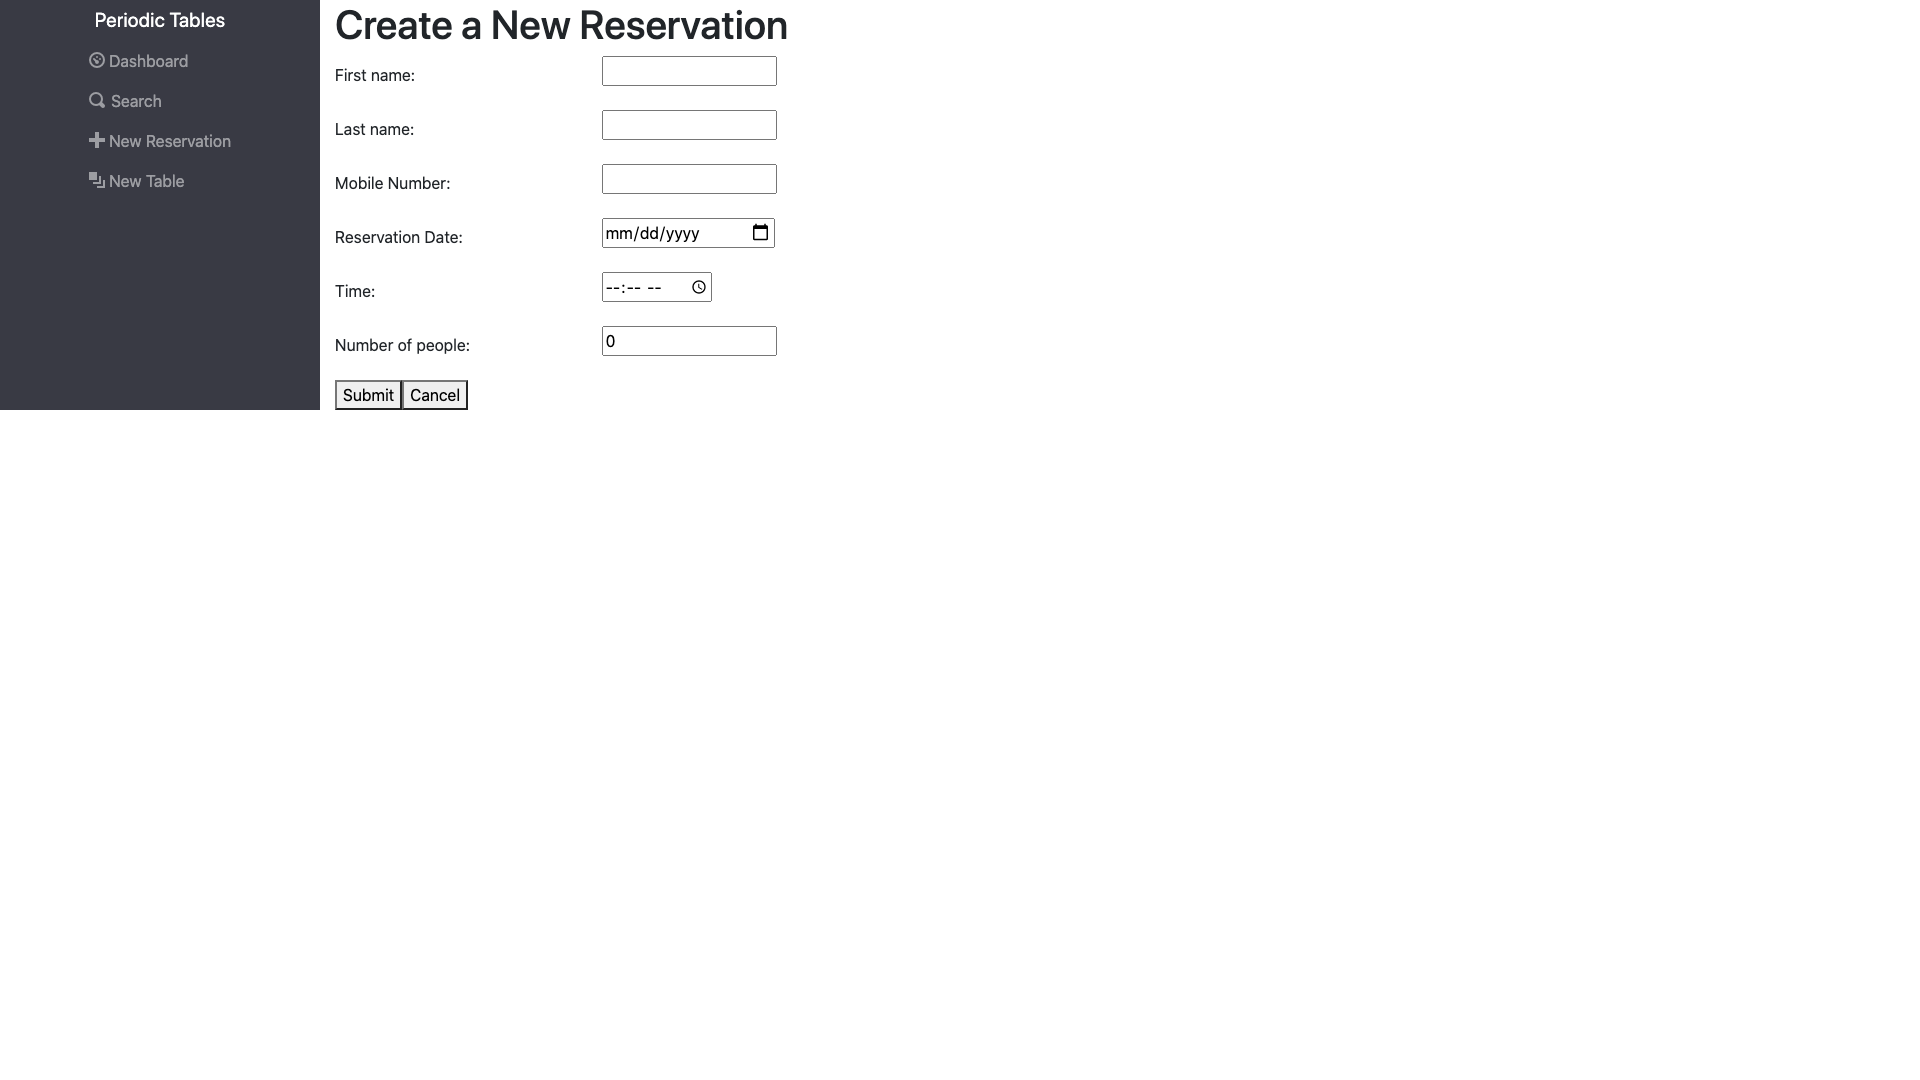 Periodic Tables
Dashboard
Search
New Reservation
New Table
Create a New Reservation
First name:
Last name:
Mobile Number:
Reservation Date: mm/dd/yyyy
Time: --:-- --
Number of people: 0
Submit Cancel